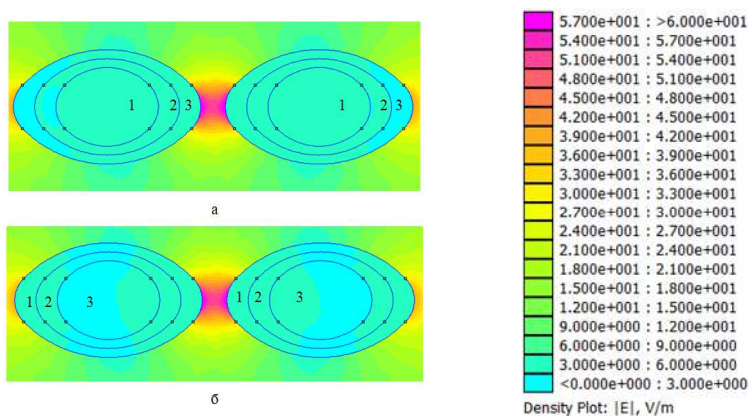 1 2 3 1 2 3
а
1 2 3 1 2 3
б
5.700e+001 : >6.000e+001
5.400e+001 : 5.700e+001
5.100e+001 : 5.400e+001
4.800e+001 : 5.100e+001
4.500e+001 : 4.800e+001
4.200e+001 : 4.500e+001
3.900e+001 : 4.200e+001
3.600e+001 : 3.900e+001
3.300e+001 : 3.600e+001
3.000e+001 : 3.300e+001
2.700e+001 : 3.000e+001
2.400e+001 : 2.700e+001
2.100e+001 : 2.400e+001
1.800e+001 : 2.100e+001
1.500e+001 : 1.800e+001
1.200e+001 : 1.500e+001
9.000e+000 : 1.200e+001
6.000e+000 : 9.000e+000
3.000e+000 : 6.000e+000
<0.000e+000 : 3.000e+000
Density Plot: |E|, V/m